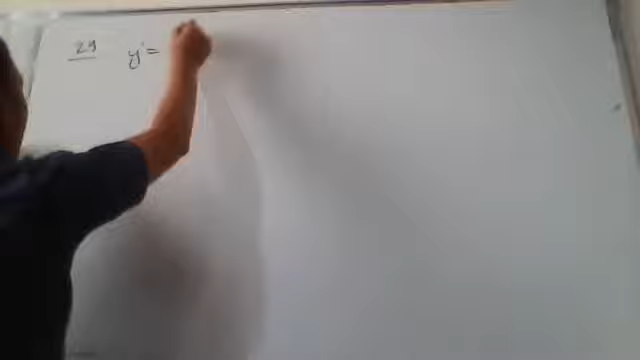 29 y' =